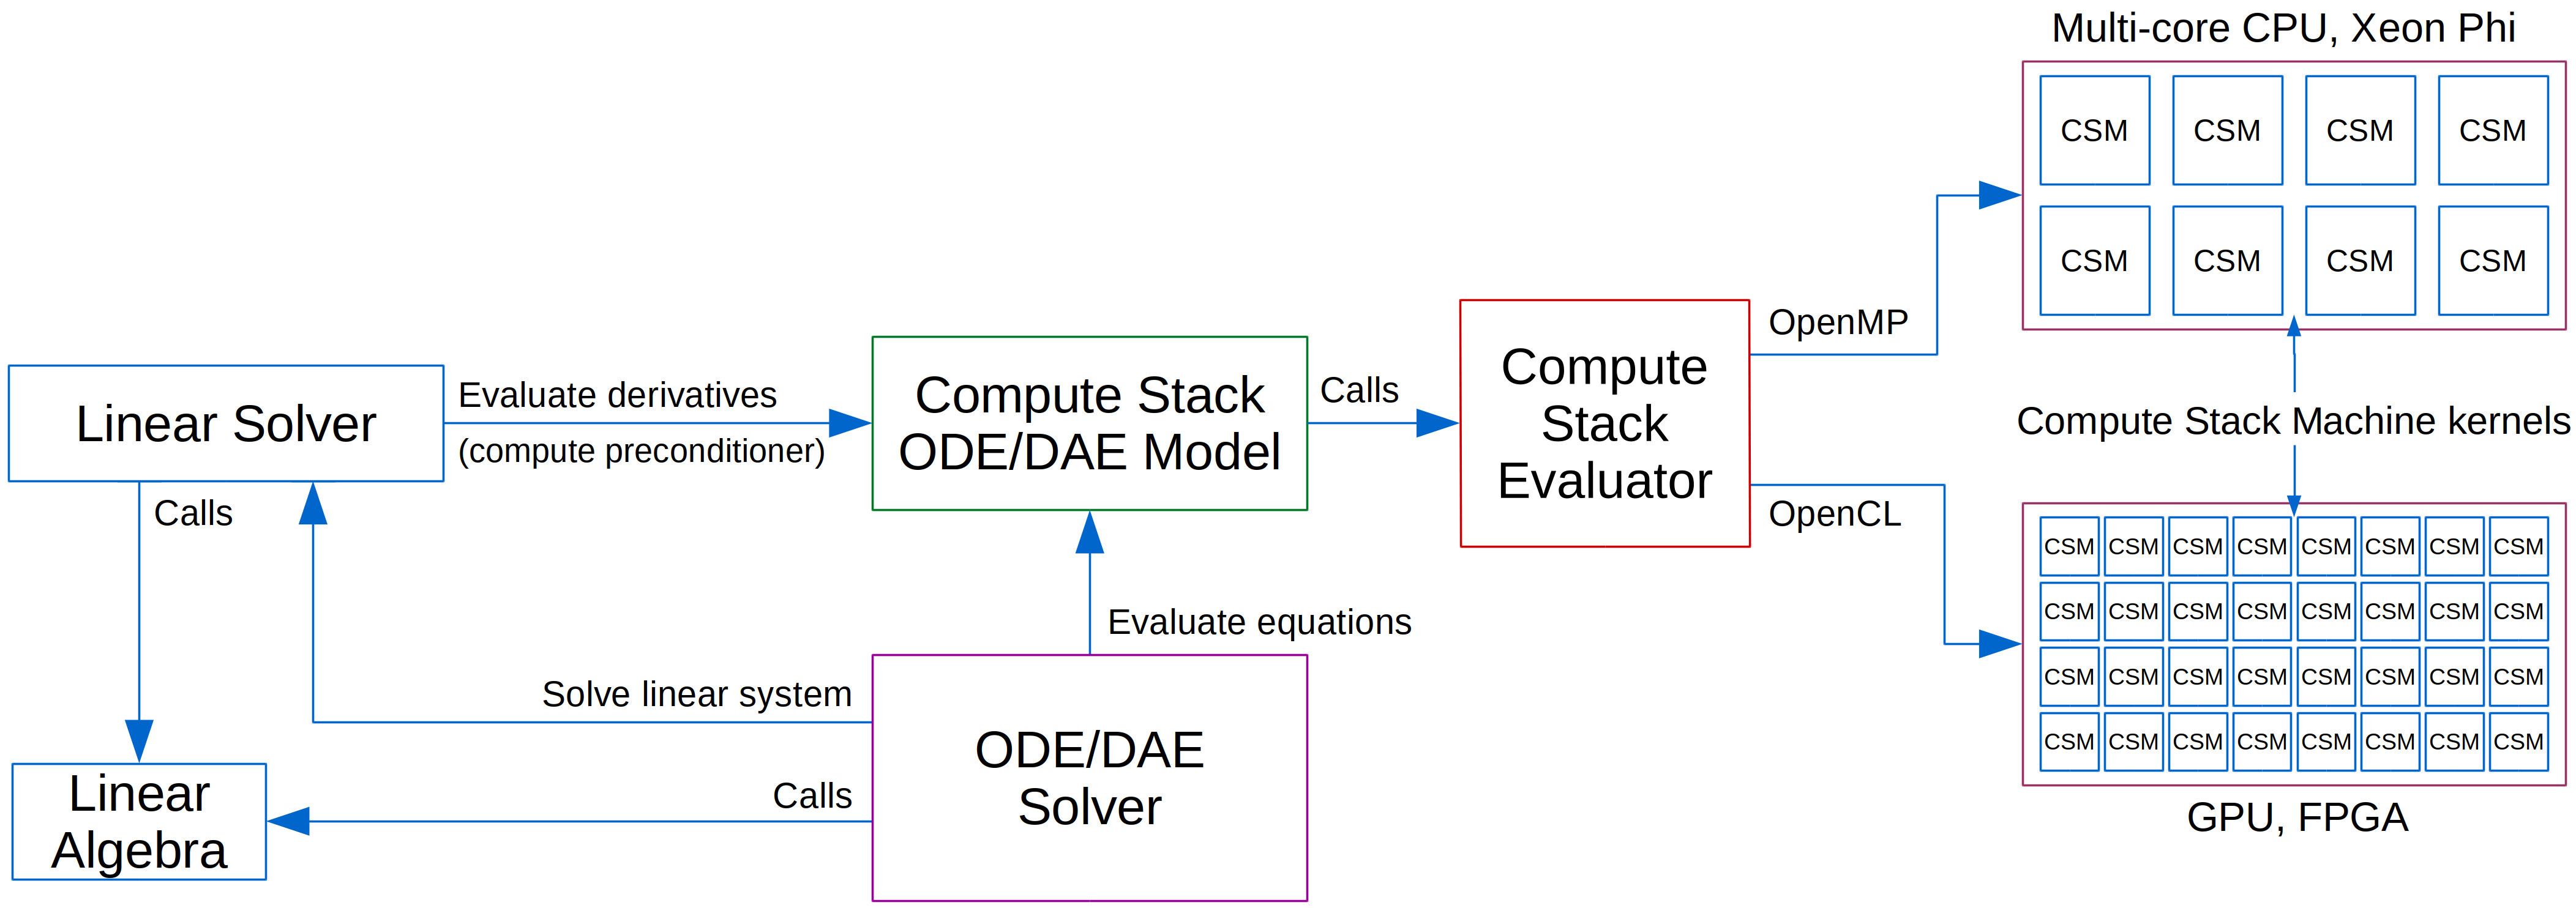 Multi-core CPU, Xeon Phi
CSM CSM CSM CSM
CSM CSM CSM CSM
OpenMP
Compute
Stack
Evaluator
Compute Stack
ODE/DAE Model
Calls
Linear Solver
Evaluate derivatives
(compute preconditioner)
Compute Stack Machine kernels
OpenCL
Calls
CSM CSM CSM CSM CSM CSM CSM CSM
CSM CSM CSM CSM CSM CSM CSM CSM
CSM CSM CSM CSM CSM CSM CSM CSM
CSM CSM CSM CSM CSM CSM CSM CSM
GPU, FPGA
Evaluate equations
Solve linear system
ODE/DAE
Solver
Calls
Linear
Algebra